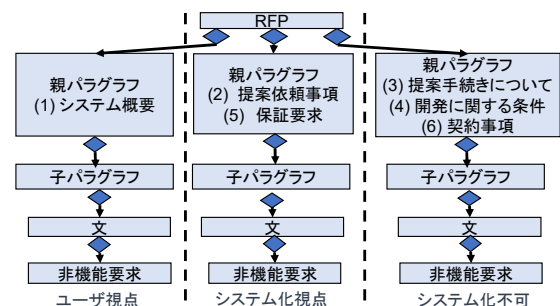 RFP
親パラグラフ
(1) システム概要
親パラグラフ
(2) 提案依頼事項
(5) 保証要求
親パラグラフ
(3) 提案手続きについて
(4) 開発に関する条件
(6) 契約事項
子パラグラフ
子パラグラフ
子パラグラフ
文
文
文
非機能要求
非機能要求
非機能要求
ユーザ視点
システム化視点
システム化不可